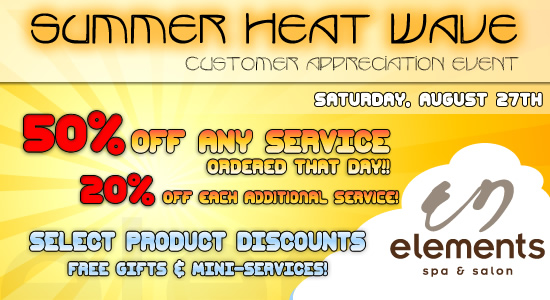 SUMMER HEAT WAVE
CUSTOMER APPRECIATION EVENT
SATURDAY, AUGUST 27TH
50% OFF ANY SERVICE
ORDERED THAT DAY!!
20% OFF EACH ADDITIONAL SERVICE!
SELECT PRODUCT DISCOUNTS
FREE GIFTS & MINI-SERVICES!
elements
spa & salon